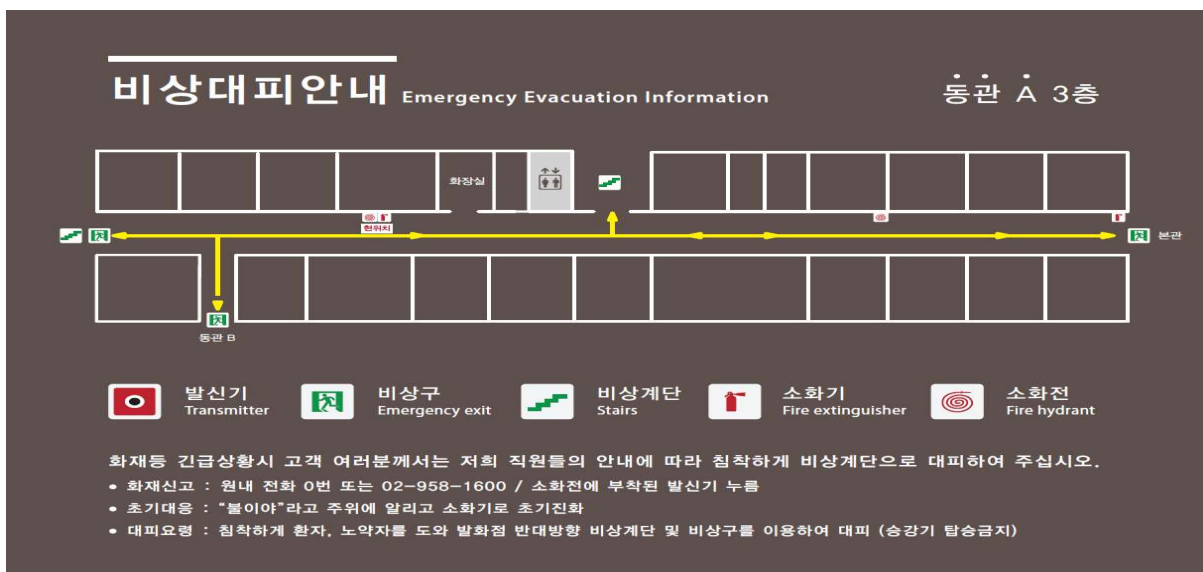 비상대피안내 Emergency Evacuation Information
동관 A 3층
화장실
현위치
본관
동관 B
발신기
Transmitter
비상구
Emergency exit
비상계단
Stairs
소화기
Fire extinguisher
소화전
Fire hydrant
화재등 긴급상황시 고객 여러분께서는 저희 직원들의 안내에 따라 침착하게 비상계단으로 대피하여 주십시오.
• 화재신고 : 원내 전화 0번 또는 02-958-1600 / 소화전에 부착된 발신기 누름
• 초기대응 : “불이야”라고 주위에 알리고 소화기로 초기진화
• 대피요령 : 침착하게 환자, 노약자를 도와 발화점 반대방향 비상계단 및 비상구를 이용하여 대피 (승강기 탑승금지)